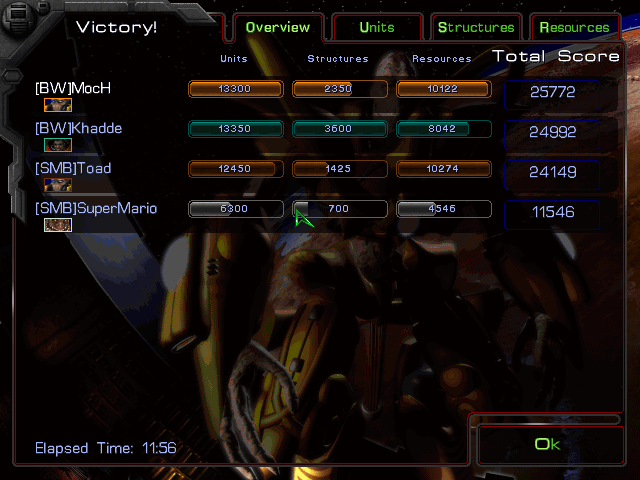 Victory!
Overview Units Structures Resources
Units Structures Resources Total Score
[BW]MocH 13300 2350 10122 25772
[BW]Khadde 13350 3600 8042 24992
[SMB]Toad 12450 1425 10274 24149
[SMB]SuperMario 6300 700 4546 11546
Elapsed Time: 11:56
Ok